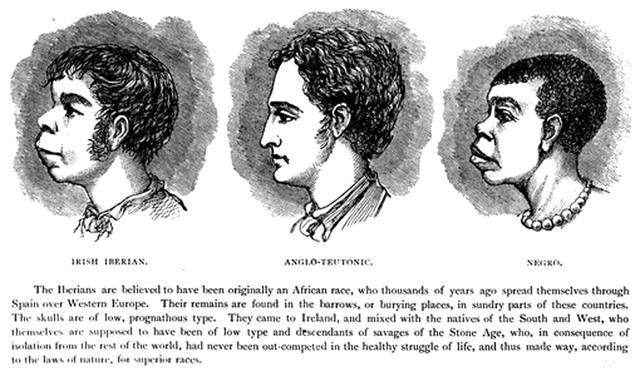 IRISH IBERIAN.
ANGLO-TEUTONIC.
NEGRO.
The Iberians are believed to have been originally an African race, who thousands of years ago spread themselves through
Spain over Western Europe. Their remains are found in the barrows, or burying places, in sundry parts of these countries.
The skulls are of low, prognathous type. They came to Ireland, and mixed with the natives of the South and West, who
themselves are supposed to have been of low type and descendants of savages of the Stone Age, who, in consequence of
isolation from the rest of the world, had never been out-competed in the healthy struggle of life, and thus made way, according
to the laws of nature, for superior races.